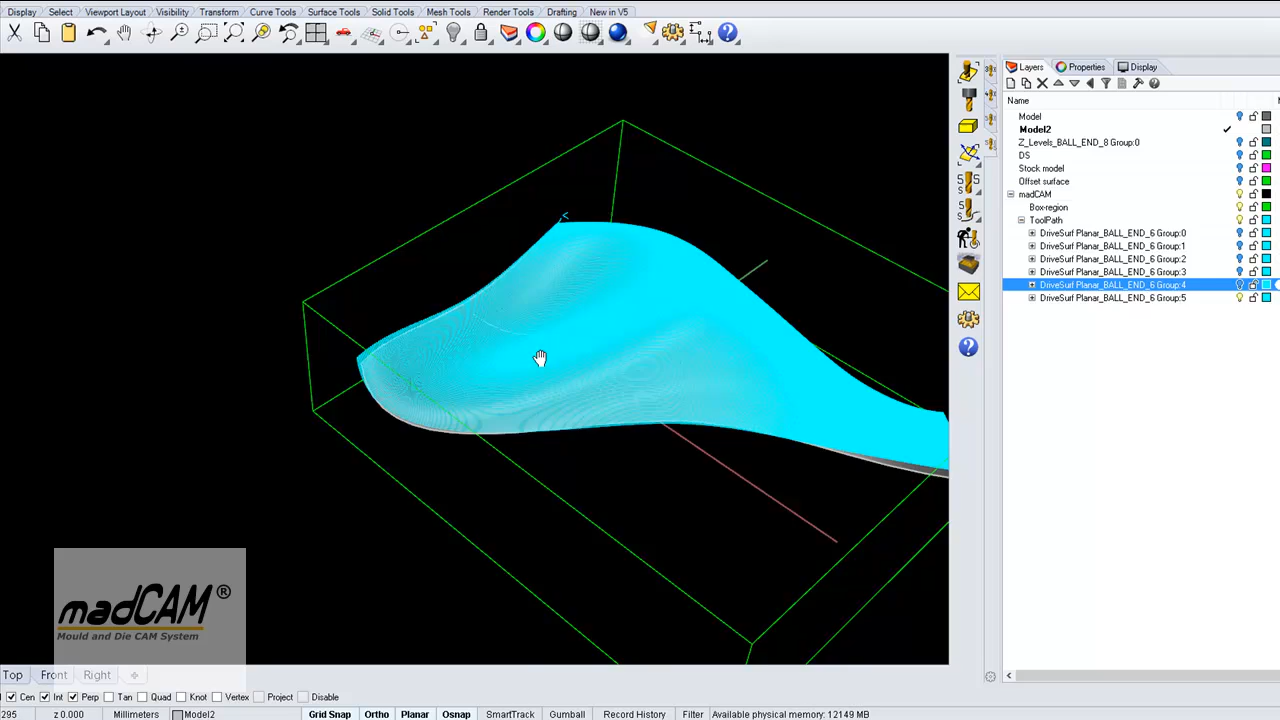 Display Select Viewport Layout Visibility Transform Curve Tools Surface Tools Solid Tools Mesh Tools Render Tools Drafting New in V5
Layers Properties Display
Name
Model
Model2
Z_Levels_BALL_END_8 Group:0
DS
Stock model
Offset surface
madCAM
Box-region
ToolPath
DriveSurf Planar_BALL_END_6 Group:0
DriveSurf Planar_BALL_END_6 Group:1
DriveSurf Planar_BALL_END_6 Group:2
DriveSurf Planar_BALL_END_6 Group:3
DriveSurf Planar_BALL_END_6 Group:4
DriveSurf Planar_BALL_END_6 Group:5
madCAM®
Mould and Die CAM System
Top Front Right
Cen Int Perp Tan Quad Knot Vertex Project Disable
295 z 0.000 Millimeters Model2 Grid Snap Ortho Planar Osnap SmartTrack Gumball Record History Filter Available physical memory: 12149 MB